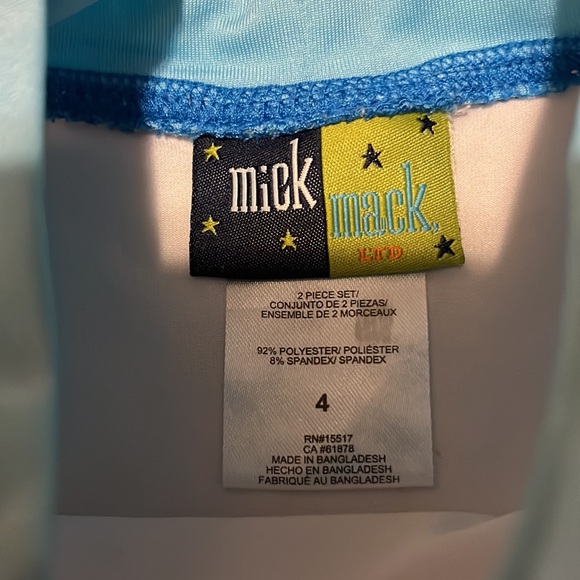 mick
mack.
LTD
2 PIECE SET/
CONJUNTO DE 2 PIEZAS/
ENSEMBLE DE 2 MORCEAUX
92% POLYESTER/ POLIÉSTER
8% SPANDEX/ SPANDEX
4
RN#15517
CA #61878
MADE IN BANGLADESH
HECHO EN BANGLADESH
FABRIQUÉ AU BANGLADESH